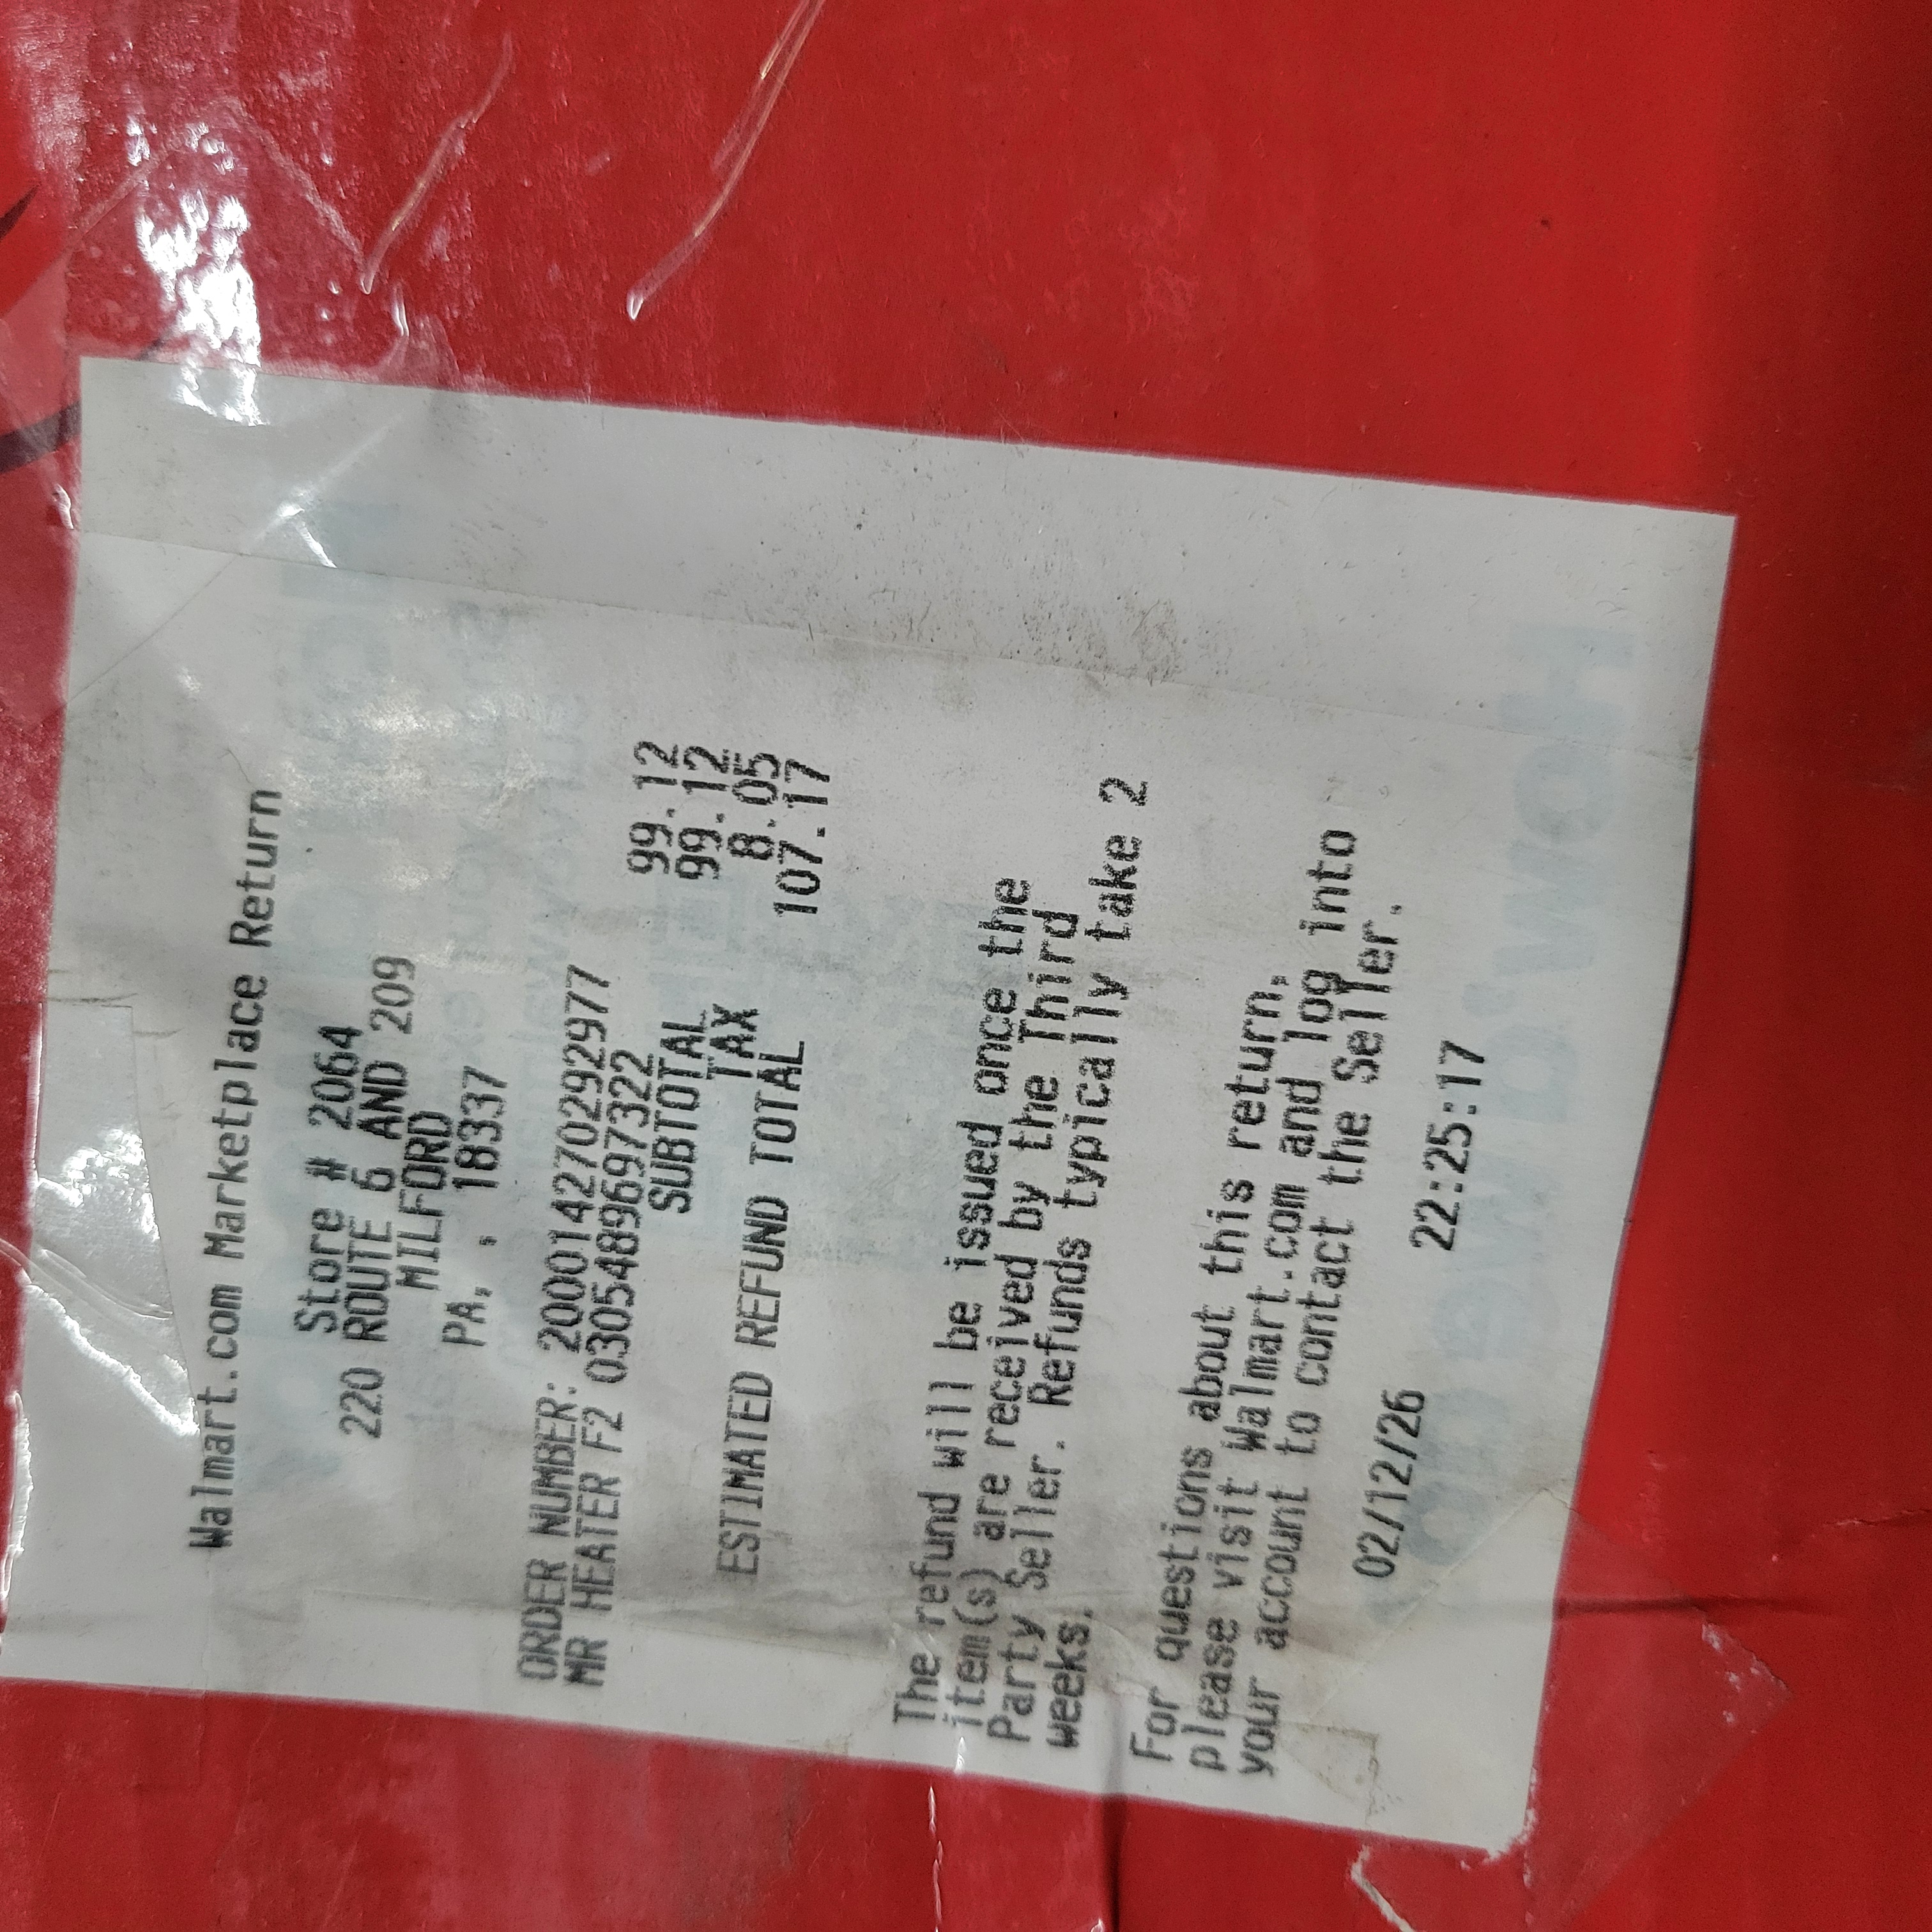 Walmart.com Marketplace Return
Store # 2064
220 ROUTE 6 AND 209
MILFORD
PA, , 18337
ORDER NUMBER: 200014270292977
MR HEATER F2 030548969732 99.12
SUBTOTAL 99.12
TAX 8.05
ESTIMATED REFUND TOTAL 107.17
The refund will be issued once the
item(s) are received by the Third
Party Seller. Refunds typically take 2
weeks.
For questions about this return,
please visit Walmart.com and log into
your account to contact the Seller.
02/12/26 22:25:17